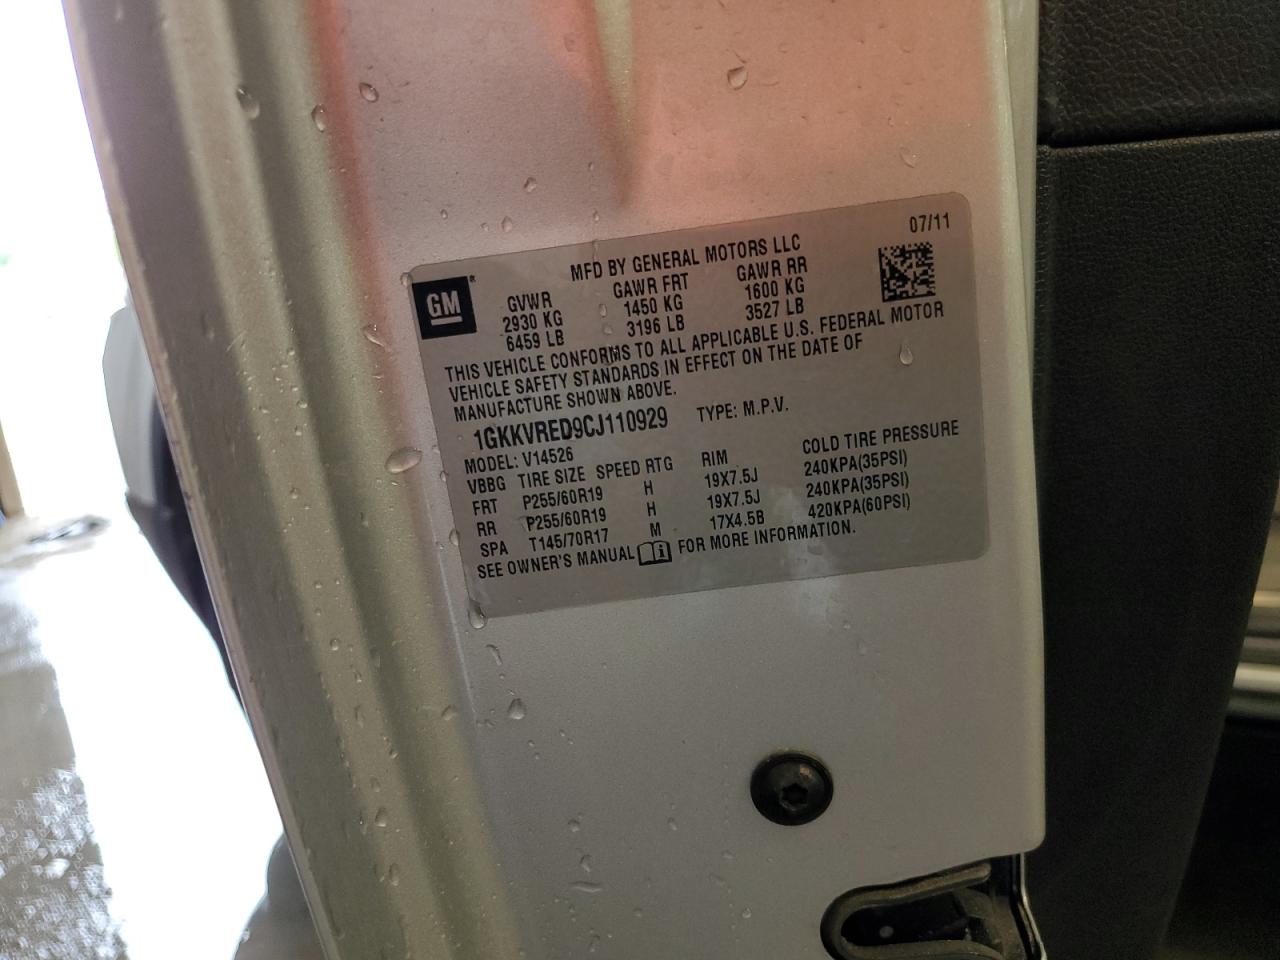 07/11
GM®
MFD BY GENERAL MOTORS LLC
GVWR GAWR FRT GAWR RR
2930 KG 1450 KG 1600 KG
6459 LB 3196 LB 3527 LB
THIS VEHICLE CONFORMS TO ALL APPLICABLE U.S. FEDERAL MOTOR
VEHICLE SAFETY STANDARDS IN EFFECT ON THE DATE OF
MANUFACTURE SHOWN ABOVE.
1GKKVRED9CJ110929 TYPE: M.P.V.
MODEL: V14526
VBBG TIRE SIZE SPEED RTG RIM COLD TIRE PRESSURE
FRT P255/60R19 H 19X7.5J 240KPA(35PSI)
RR P255/60R19 H 19X7.5J 240KPA(35PSI)
SPA T145/70R17 M 17X4.5B 420KPA(60PSI)
SEE OWNER'S MANUAL FOR MORE INFORMATION.